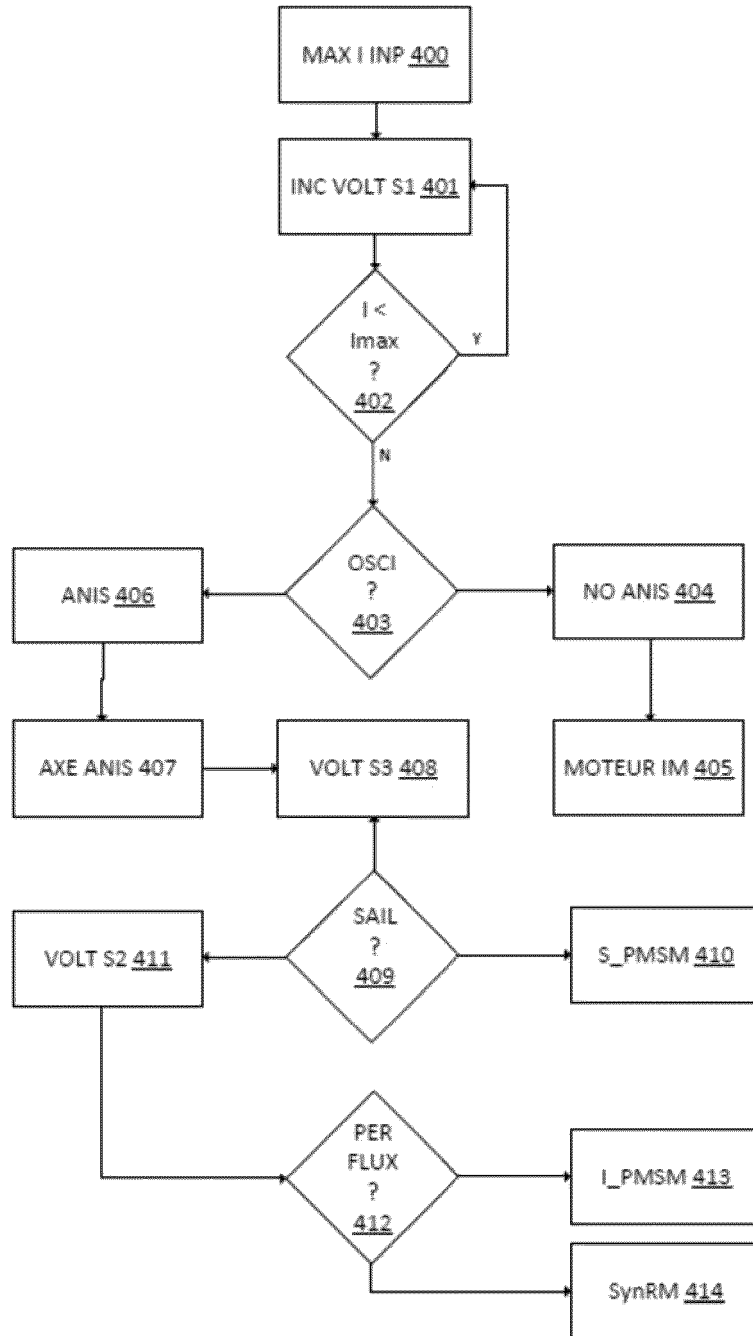 MAX I INP 400
INC VOLT S1 401
I <
Imax
?
402
Y
N
OSCI
?
403
ANIS 406
NO ANIS 404
AXE ANIS 407
VOLT S3 408
MOTEUR IM 405
SAIL
?
409
VOLT S2 411
S_PMSM 410
PER
FLUX
?
412
I_PMSM 413
SynRM 414